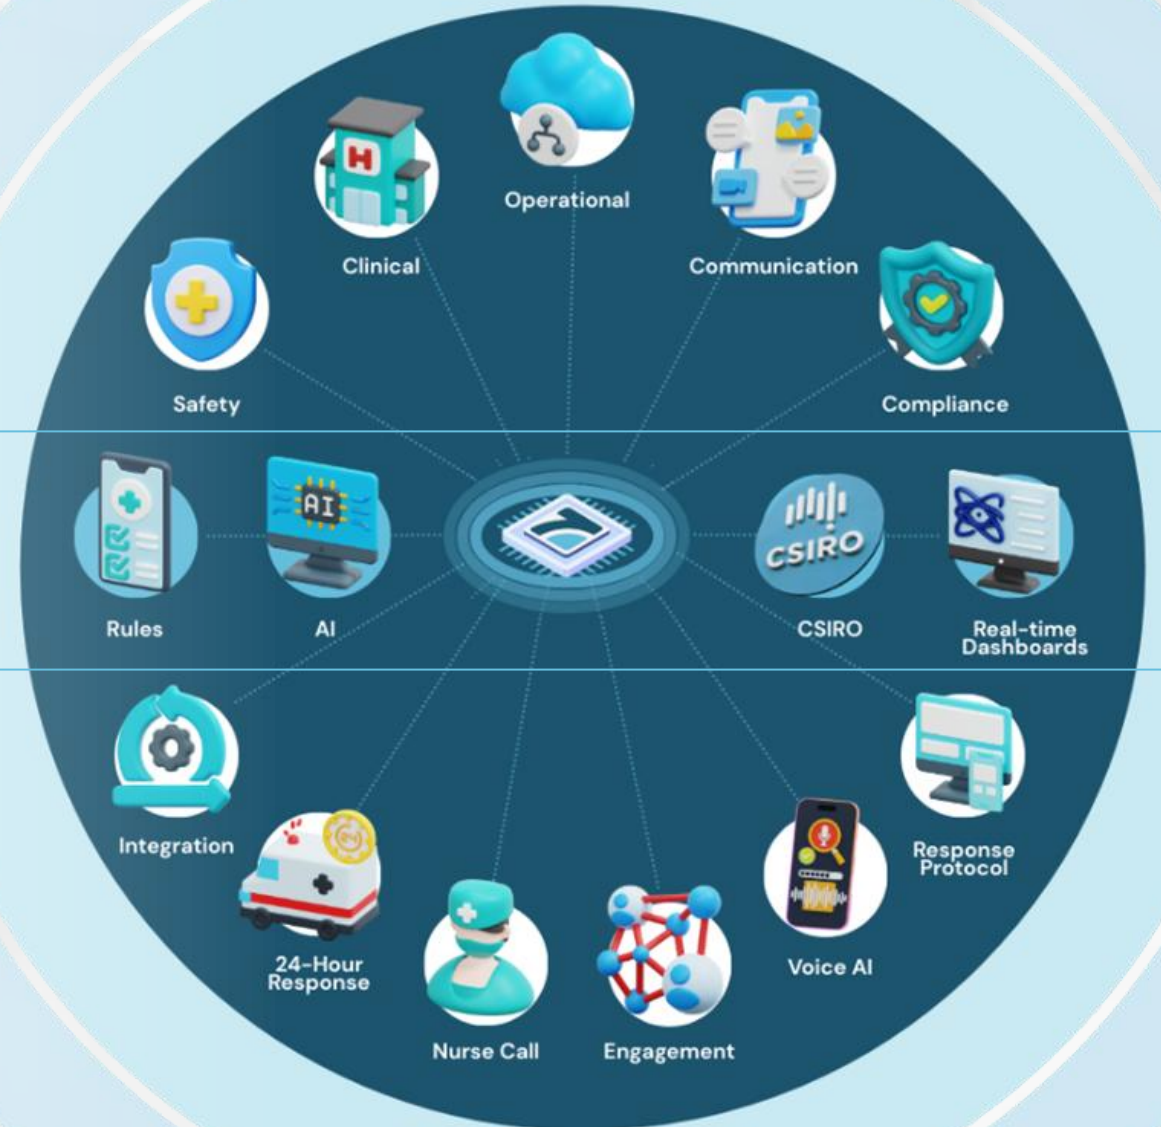 Operational
Clinical
Communication
Safety
Compliance
H
AI
CSIRO
Rules
AI
CSIRO
Real-time
Dashboards
Integration
24
24-Hour
Response
Nurse Call
Engagement
Voice AI
Response
Protocol